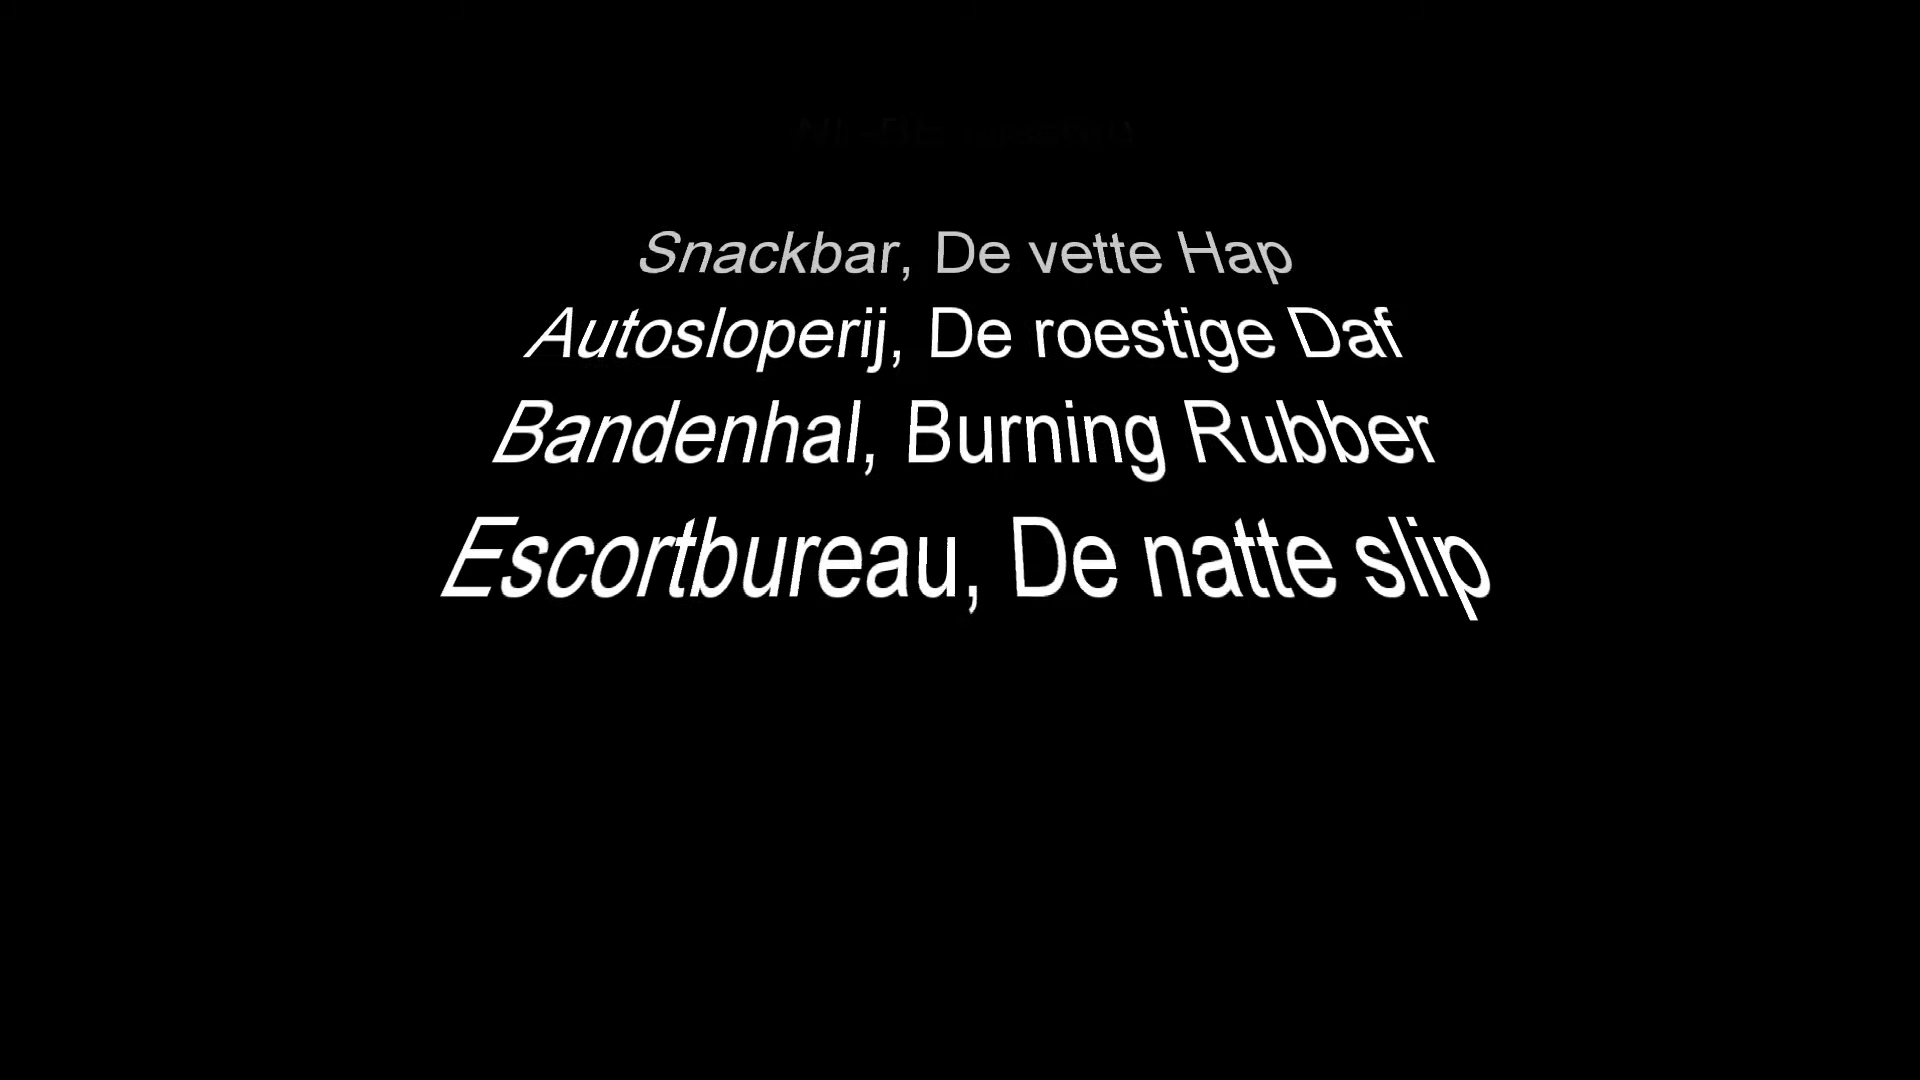 Snackbar, De vette Hap
Autosloperij, De roestige Daf
Bandenhal, Burning Rubber
Escortbureau, De natte slip